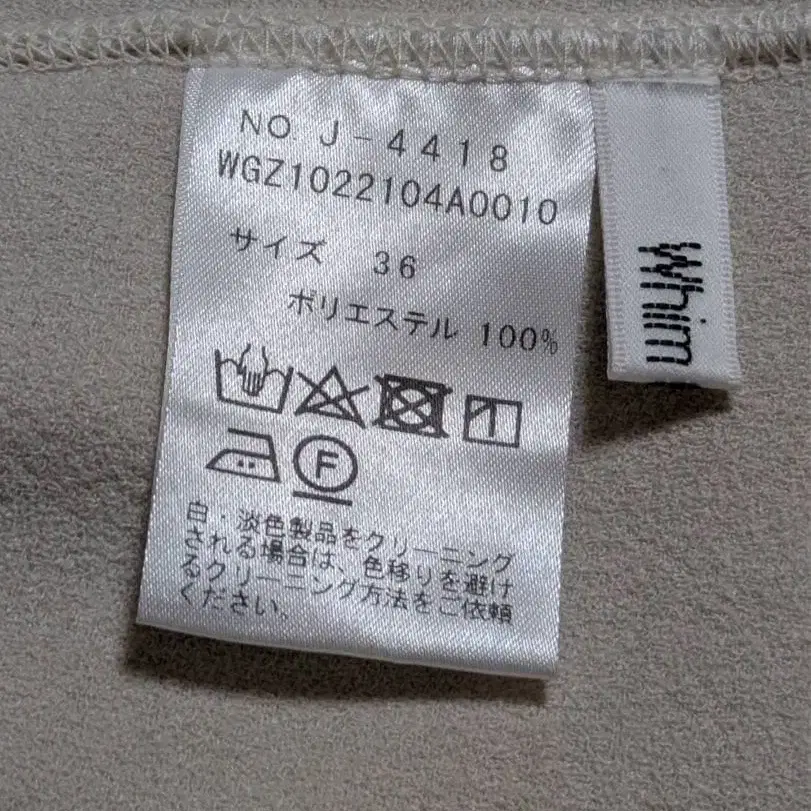 NO. J-4418
WGZ1022104A0010
サイズ 36
ポリエステル 100%
F
白・淡色製品をクリーニング
される場合は、色移りを避け
るクリーニング方法をご依頼
ください。
Whim